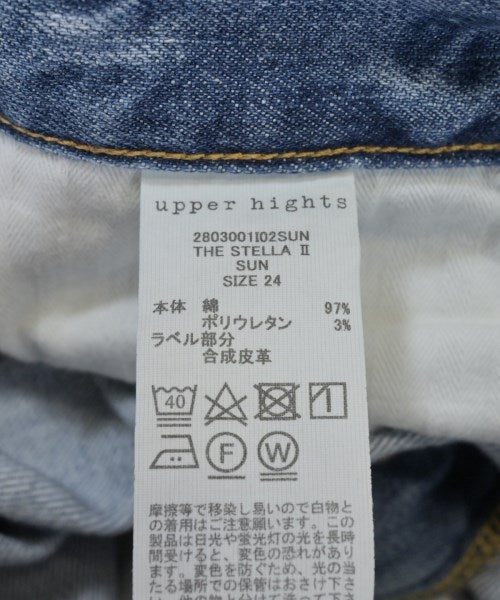 upper hights
2803001I02SUN
THE STELLA Ⅱ
SUN
SIZE 24
本体 綿 97%
ポリウレタン 3%
ラベル部分
合成皮革
40
F W
摩擦等で移染し易いので白物と
の着用はご注意願います。この
製品は日光や蛍光灯の光を長時
間受けると、変色の恐れがあり
ます。変色を防ぐため、光の当
たる場所での保管はおさけ下さ